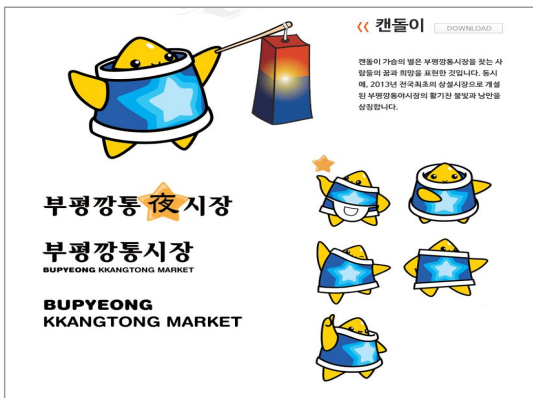 캔돌이
DOWNLOAD
캔돌이 가슴의 별은 부평깡통시장을 찾는 사
람들의 꿈과 희망을 표현한 것입니다. 동시
에, 2013년 전국최초의 상설시장으로 개설
된 부평깡통야시장의 활기찬 불빛과 낭만을
상징합니다.
부평깡통夜시장
부평깡통시장
BUPYEONG KKANGTONG MARKET
BUPYEONG
KKANGTONG MARKET